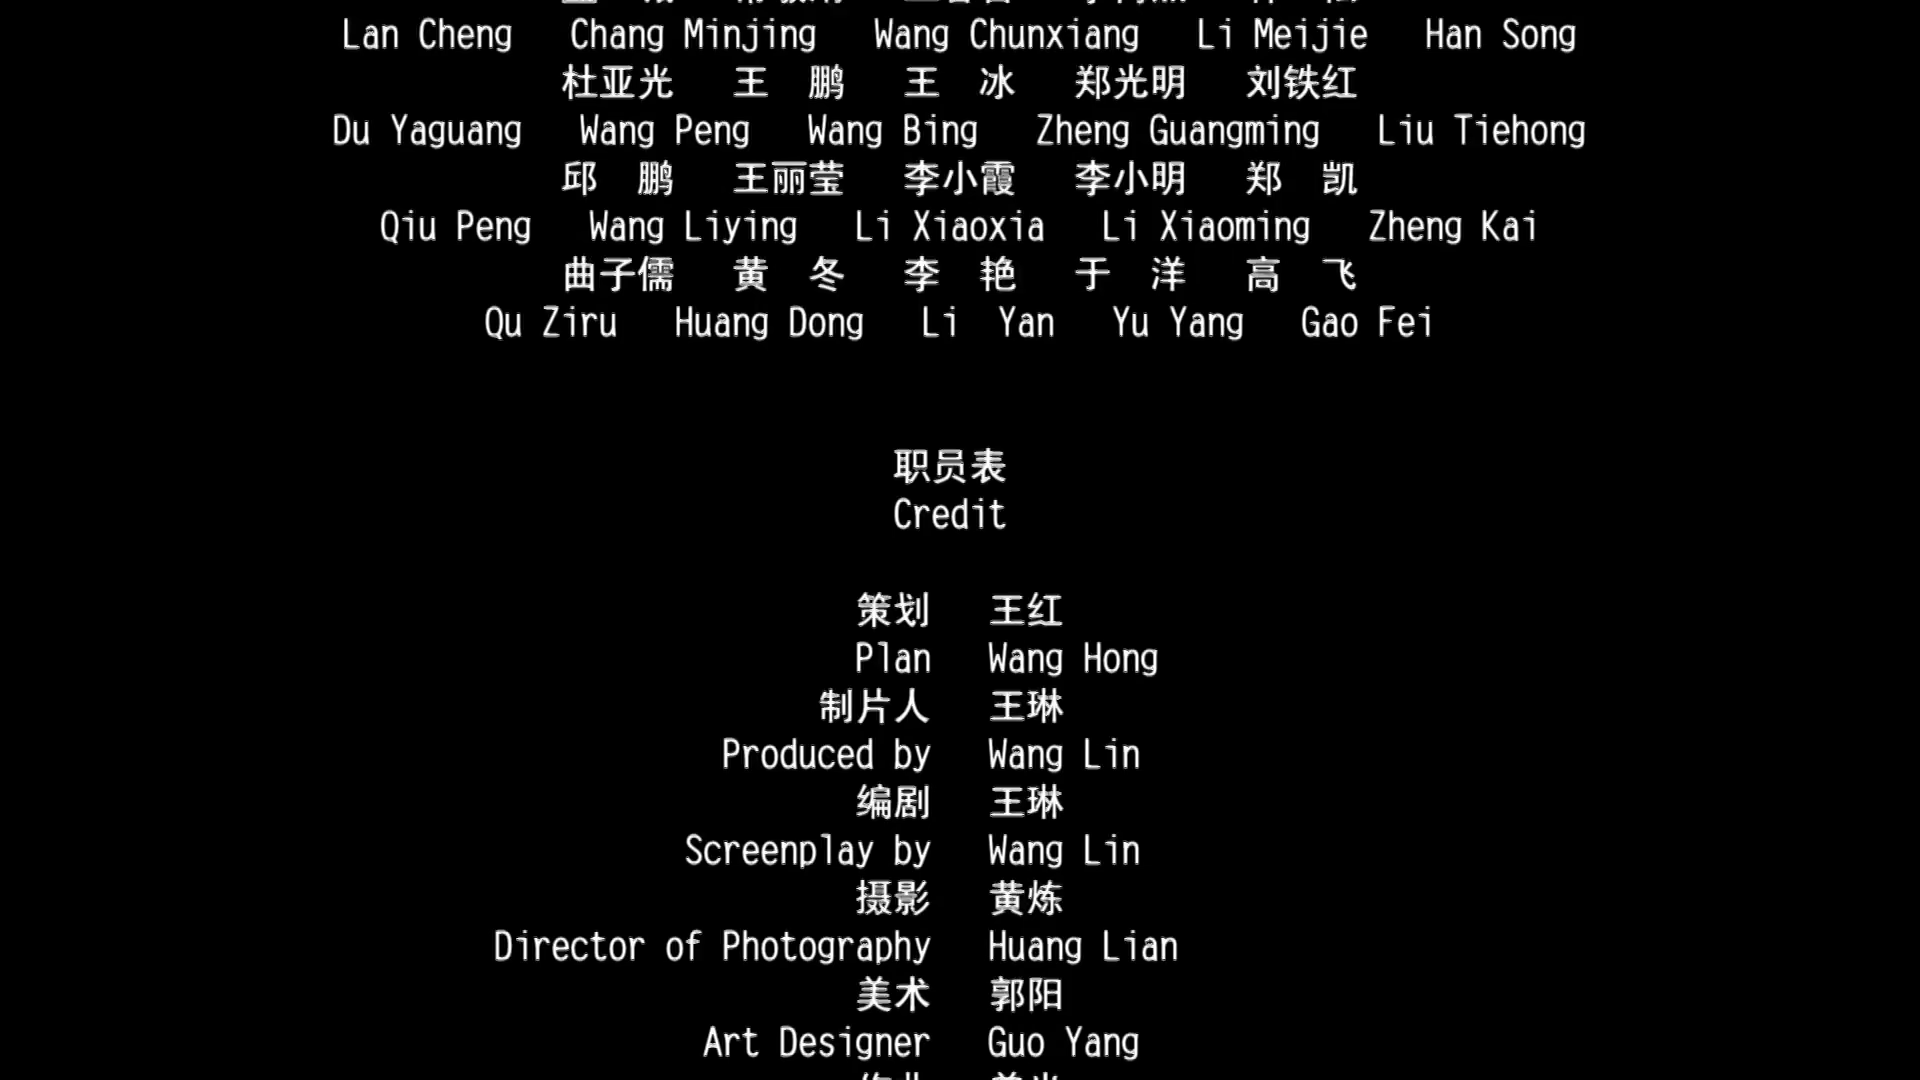 Lan Cheng Chang Minjing Wang Chunxiang Li Meijie Han Song
杜亚光 王 鹏 王 冰 郑光明 刘铁红
Du Yaguang Wang Peng Wang Bing Zheng Guangming Liu Tiehong
邱 鹏 王丽莹 李小霞 李小明 郑 凯
Qiu Peng Wang Liying Li Xiaoxia Li Xiaoming Zheng Kai
曲子儒 黄 冬 李 艳 于 洋 高 飞
Qu Ziru Huang Dong Li Yan Yu Yang Gao Fei
职员表
Credit
策划 王红
Plan Wang Hong
制片人 王琳
Produced by Wang Lin
编剧 王琳
Screenplay by Wang Lin
摄影 黄炼
Director of Photography Huang Lian
美术 郭阳
Art Designer Guo Yang